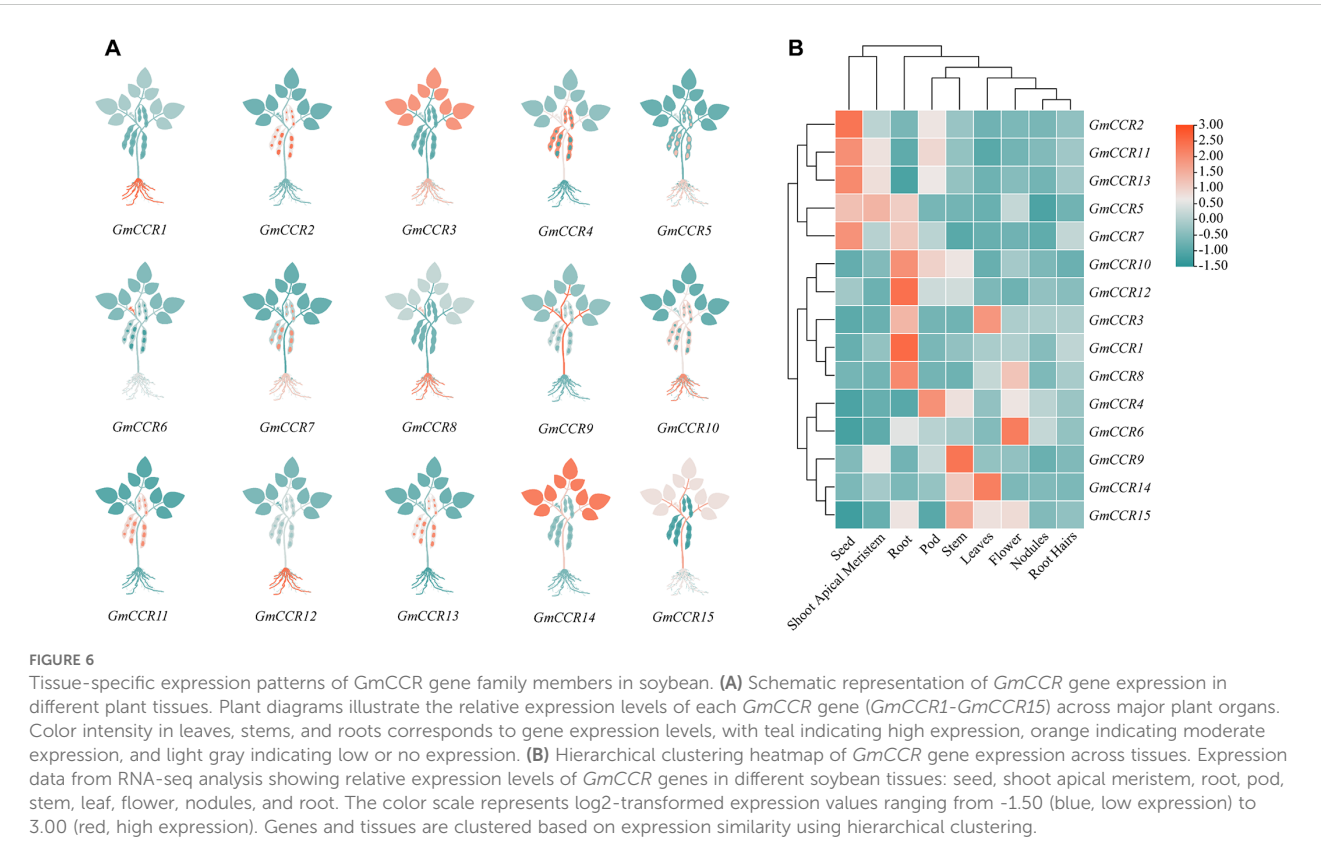 A
B
GmCCR1 GmCCR2 GmCCR3 GmCCR4 GmCCR5
GmCCR6 GmCCR7 GmCCR8 GmCCR9 GmCCR10
GmCCR11 GmCCR12 GmCCR13 GmCCR14 GmCCR15
GmCCR2
GmCCR11
GmCCR13
GmCCR5
GmCCR7
GmCCR10
GmCCR12
GmCCR3
GmCCR1
GmCCR8
GmCCR4
GmCCR6
GmCCR9
GmCCR14
GmCCR15
3.00
2.50
2.00
1.50
1.00
0.50
0.00
-0.50
-1.00
-1.50
Seed
Shoot Apical Meristem
Root
Pod
Stem
Leaves
Flower
Nodules
Root Hairs
FIGURE 6
Tissue-specific expression patterns of GmCCR gene family members in soybean. (A) Schematic representation of GmCCR gene expression in
different plant tissues. Plant diagrams illustrate the relative expression levels of each GmCCR gene (GmCCR1-GmCCR15) across major plant organs.
Color intensity in leaves, stems, and roots corresponds to gene expression levels, with teal indicating high expression, orange indicating moderate
expression, and light gray indicating low or no expression. (B) Hierarchical clustering heatmap of GmCCR gene expression across tissues. Expression
data from RNA-seq analysis showing relative expression levels of GmCCR genes in different soybean tissues: seed, shoot apical meristem, root, pod,
stem, leaf, flower, nodules, and root. The color scale represents log2-transformed expression values ranging from -1.50 (blue, low expression) to
3.00 (red, high expression). Genes and tissues are clustered based on expression similarity using hierarchical clustering.